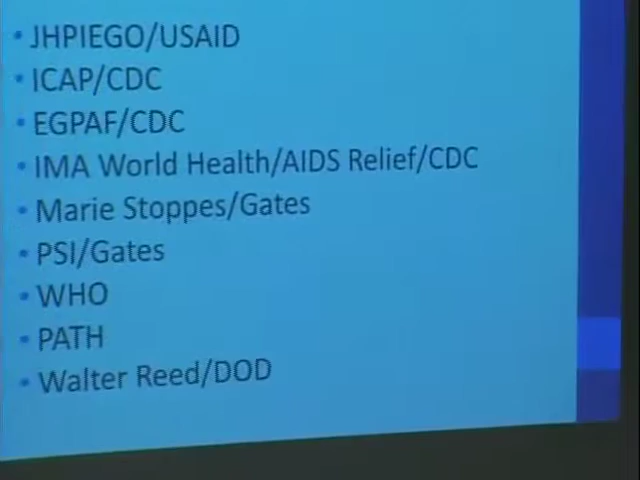 • JHPIEGO/USAID
• ICAP/CDC
• EGPAF/CDC
• IMA World Health/AIDS Relief/CDC
• Marie Stoppes/Gates
• PSI/Gates
• WHO
• PATH
• Walter Reed/DOD